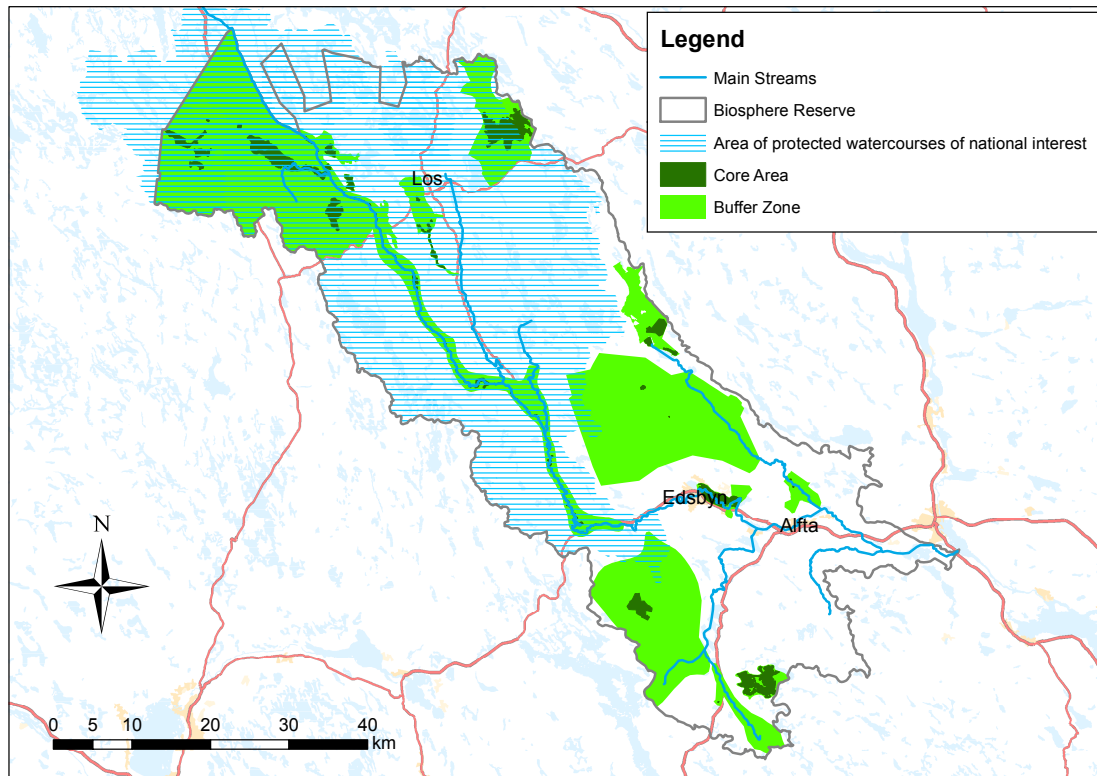 Legend
Main Streams
Biosphere Reserve
Area of protected watercourses of national interest
Core Area
Buffer Zone
Los
Edsbyn
Alfta
N
0 5 10 20 30 40
km